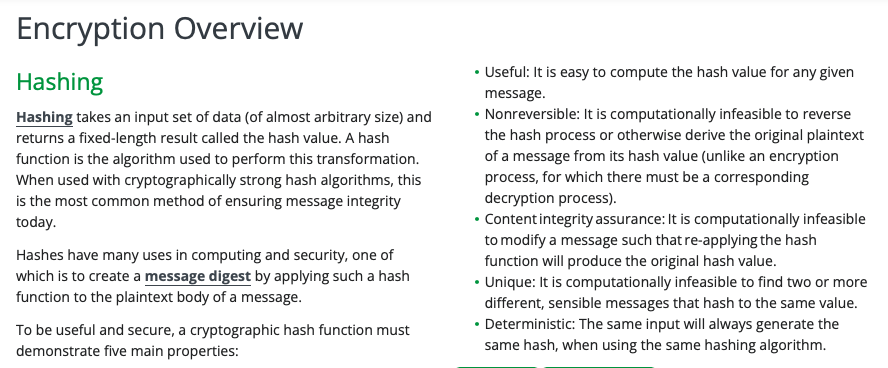 Encryption Overview
Hashing
Hashing takes an input set of data (of almost arbitrary size) and
returns a fixed-length result called the hash value. A hash
function is the algorithm used to perform this transformation.
When used with cryptographically strong hash algorithms, this
is the most common method of ensuring message integrity
today.
Hashes have many uses in computing and security, one of
which is to create a message digest by applying such a hash
function to the plaintext body of a message.
To be useful and secure, a cryptographic hash function must
demonstrate five main properties:
• Useful: It is easy to compute the hash value for any given
message.
• Nonreversible: It is computationally infeasible to reverse
the hash process or otherwise derive the original plaintext
of a message from its hash value (unlike an encryption
process, for which there must be a corresponding
decryption process).
• Content integrity assurance: It is computationally infeasible
to modify a message such that re-applying the hash
function will produce the original hash value.
• Unique: It is computationally infeasible to find two or more
different, sensible messages that hash to the same value.
• Deterministic: The same input will always generate the
same hash, when using the same hashing algorithm.